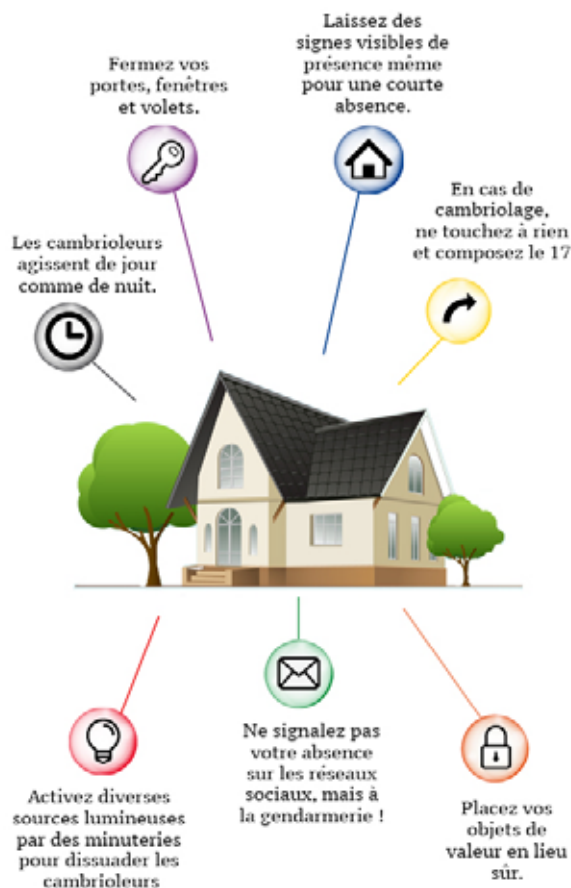 Laissez des
signes visibles de
présence même
pour une courte
absence.
Fermez vos
portes, fenêtres
et volets.
En cas de
cambriolage,
ne touchez à rien
et composez le 17
Les cambrioleurs
agissent de jour
comme de nuit.
Ne signalez pas
votre absence
sur les réseaux
sociaux, mais à
la gendarmerie !
Activez diverses
sources lumineuses
par des minuteries
pour dissuader les
cambrioleurs
Placez vos
objets de
valeur en lieu
sûr.